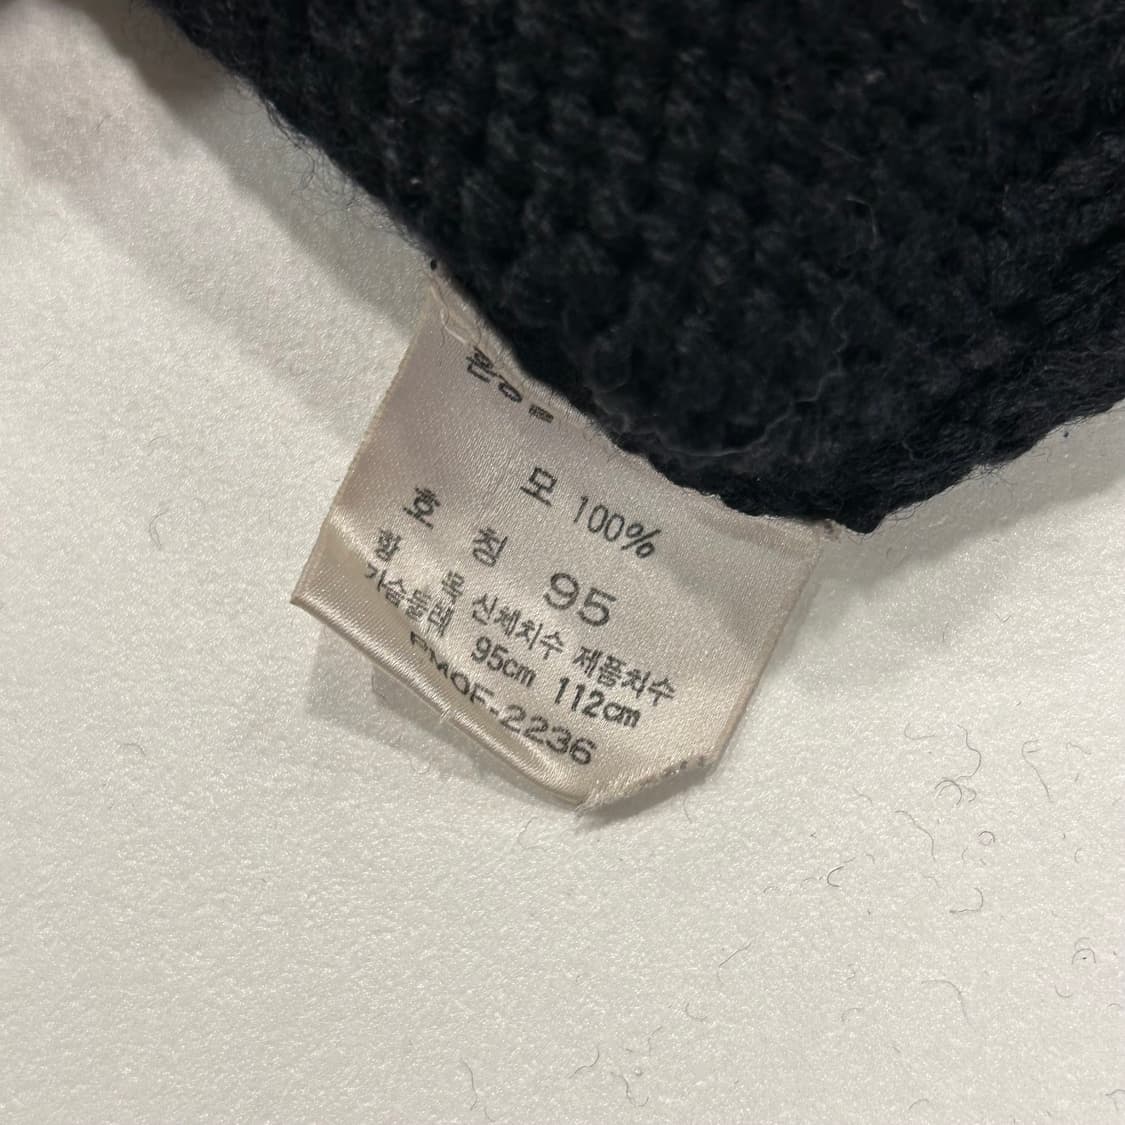 모 100%
호 칭 95
항 목 신체치수 제품치수
가슴둘레 95cm 112cm
2236